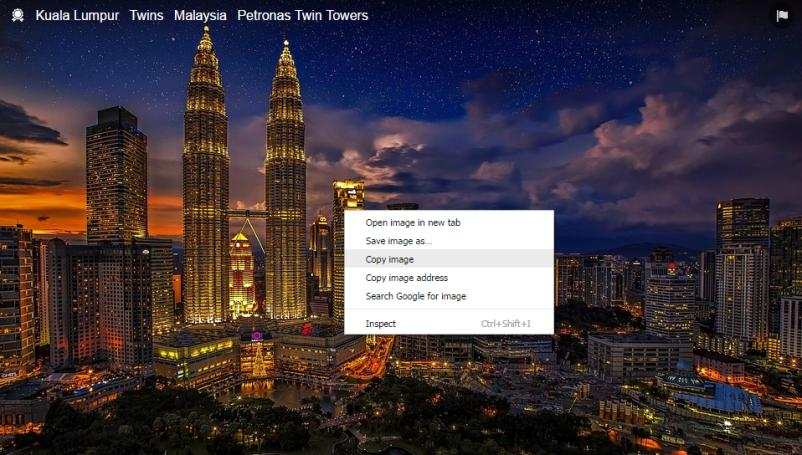 Kuala Lumpur Twins Malaysia Petronas Twin Towers
Open image in new tab
Save image as...
Copy image
Copy image address
Search Google for image
Inspect Ctrl+Shift+I